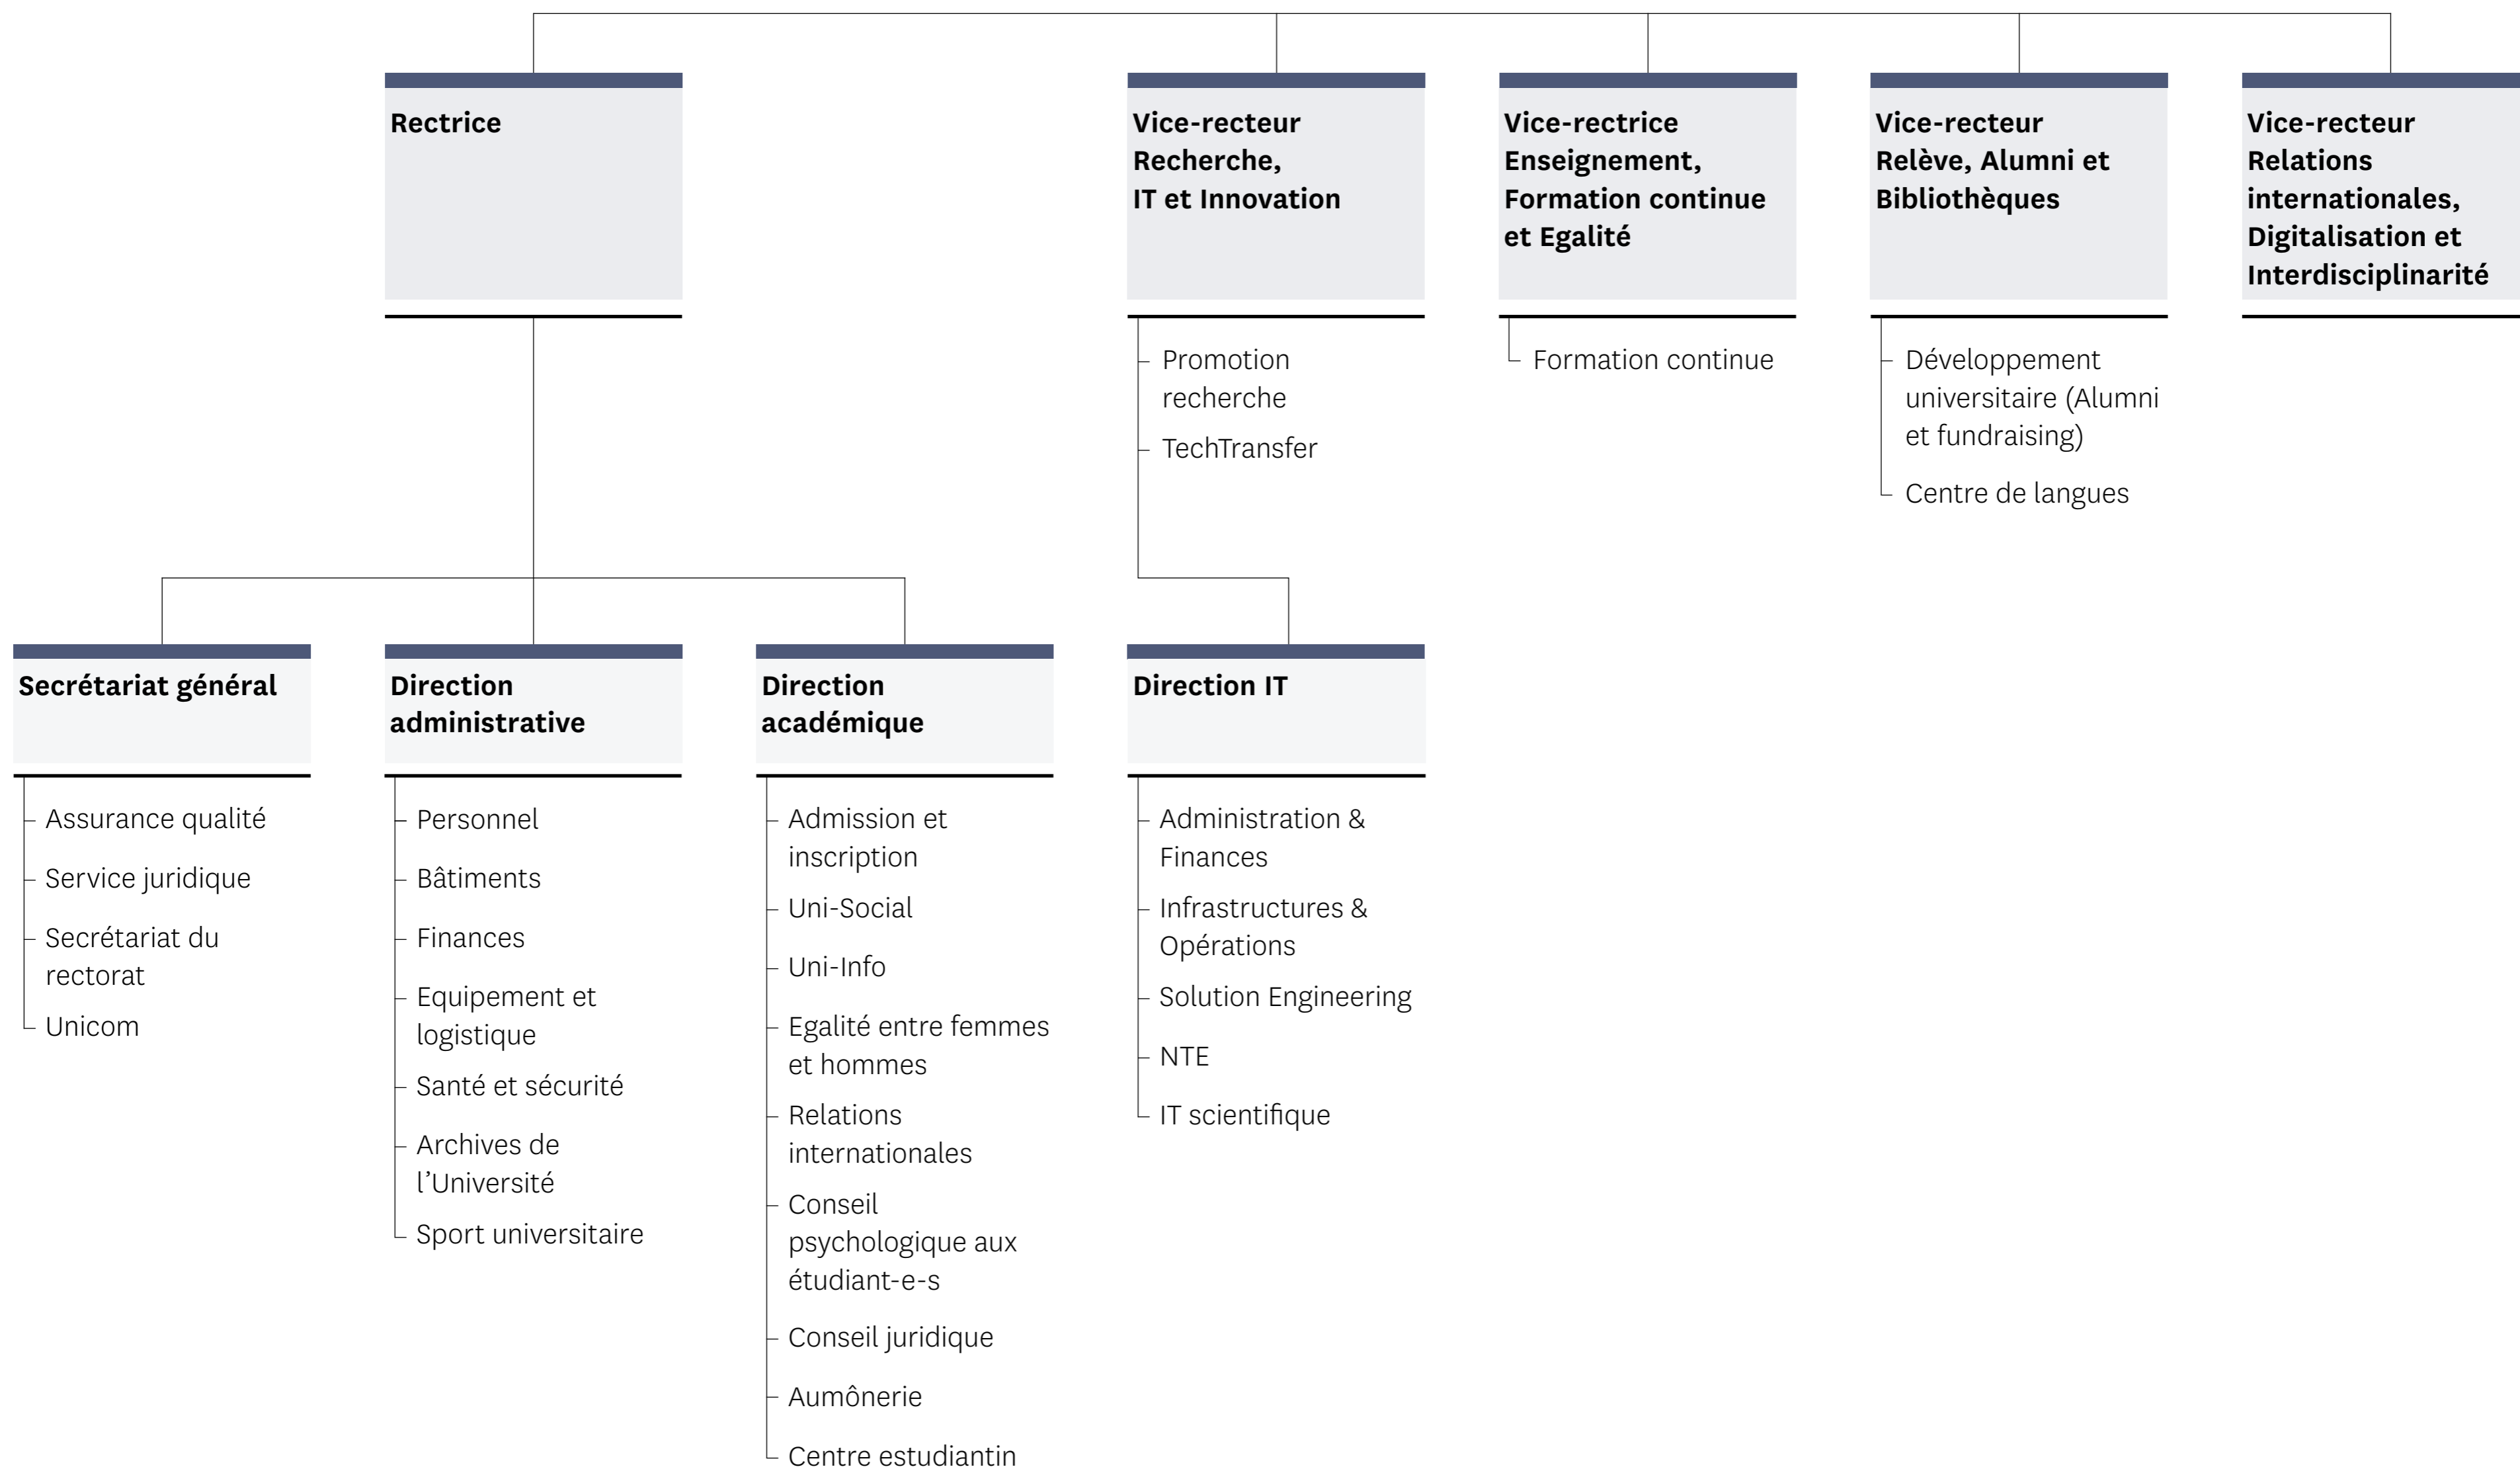 Rectrice
Vice-recteur
Recherche,
IT et Innovation
Vice-rectrice
Enseignement,
Formation continue
et Egalité
Vice-recteur
Relève, Alumni et
Bibliothèques
Vice-recteur
Relations
internationales,
Digitalisation et
Interdisciplinarité
Promotion
recherche
TechTransfer
Formation continue
Développement
universitaire (Alumni
et fundraising)
Centre de langues
Secrétariat général
Assurance qualité
Service juridique
Secrétariat du
rectorat
Unicom
Direction
administrative
Personnel
Bâtiments
Finances
Equipement et
logistique
Santé et sécurité
Archives de
l’Université
Sport universitaire
Direction
académique
Admission et
inscription
Uni-Social
Uni-Info
Egalité entre femmes
et hommes
Relations
internationales
Conseil
psychologique aux
étudiant-e-s
Conseil juridique
Aumônerie
Centre estudiantin
Direction IT
Administration &
Finances
Infrastructures &
Opérations
Solution Engineering
NTE
IT scientifique